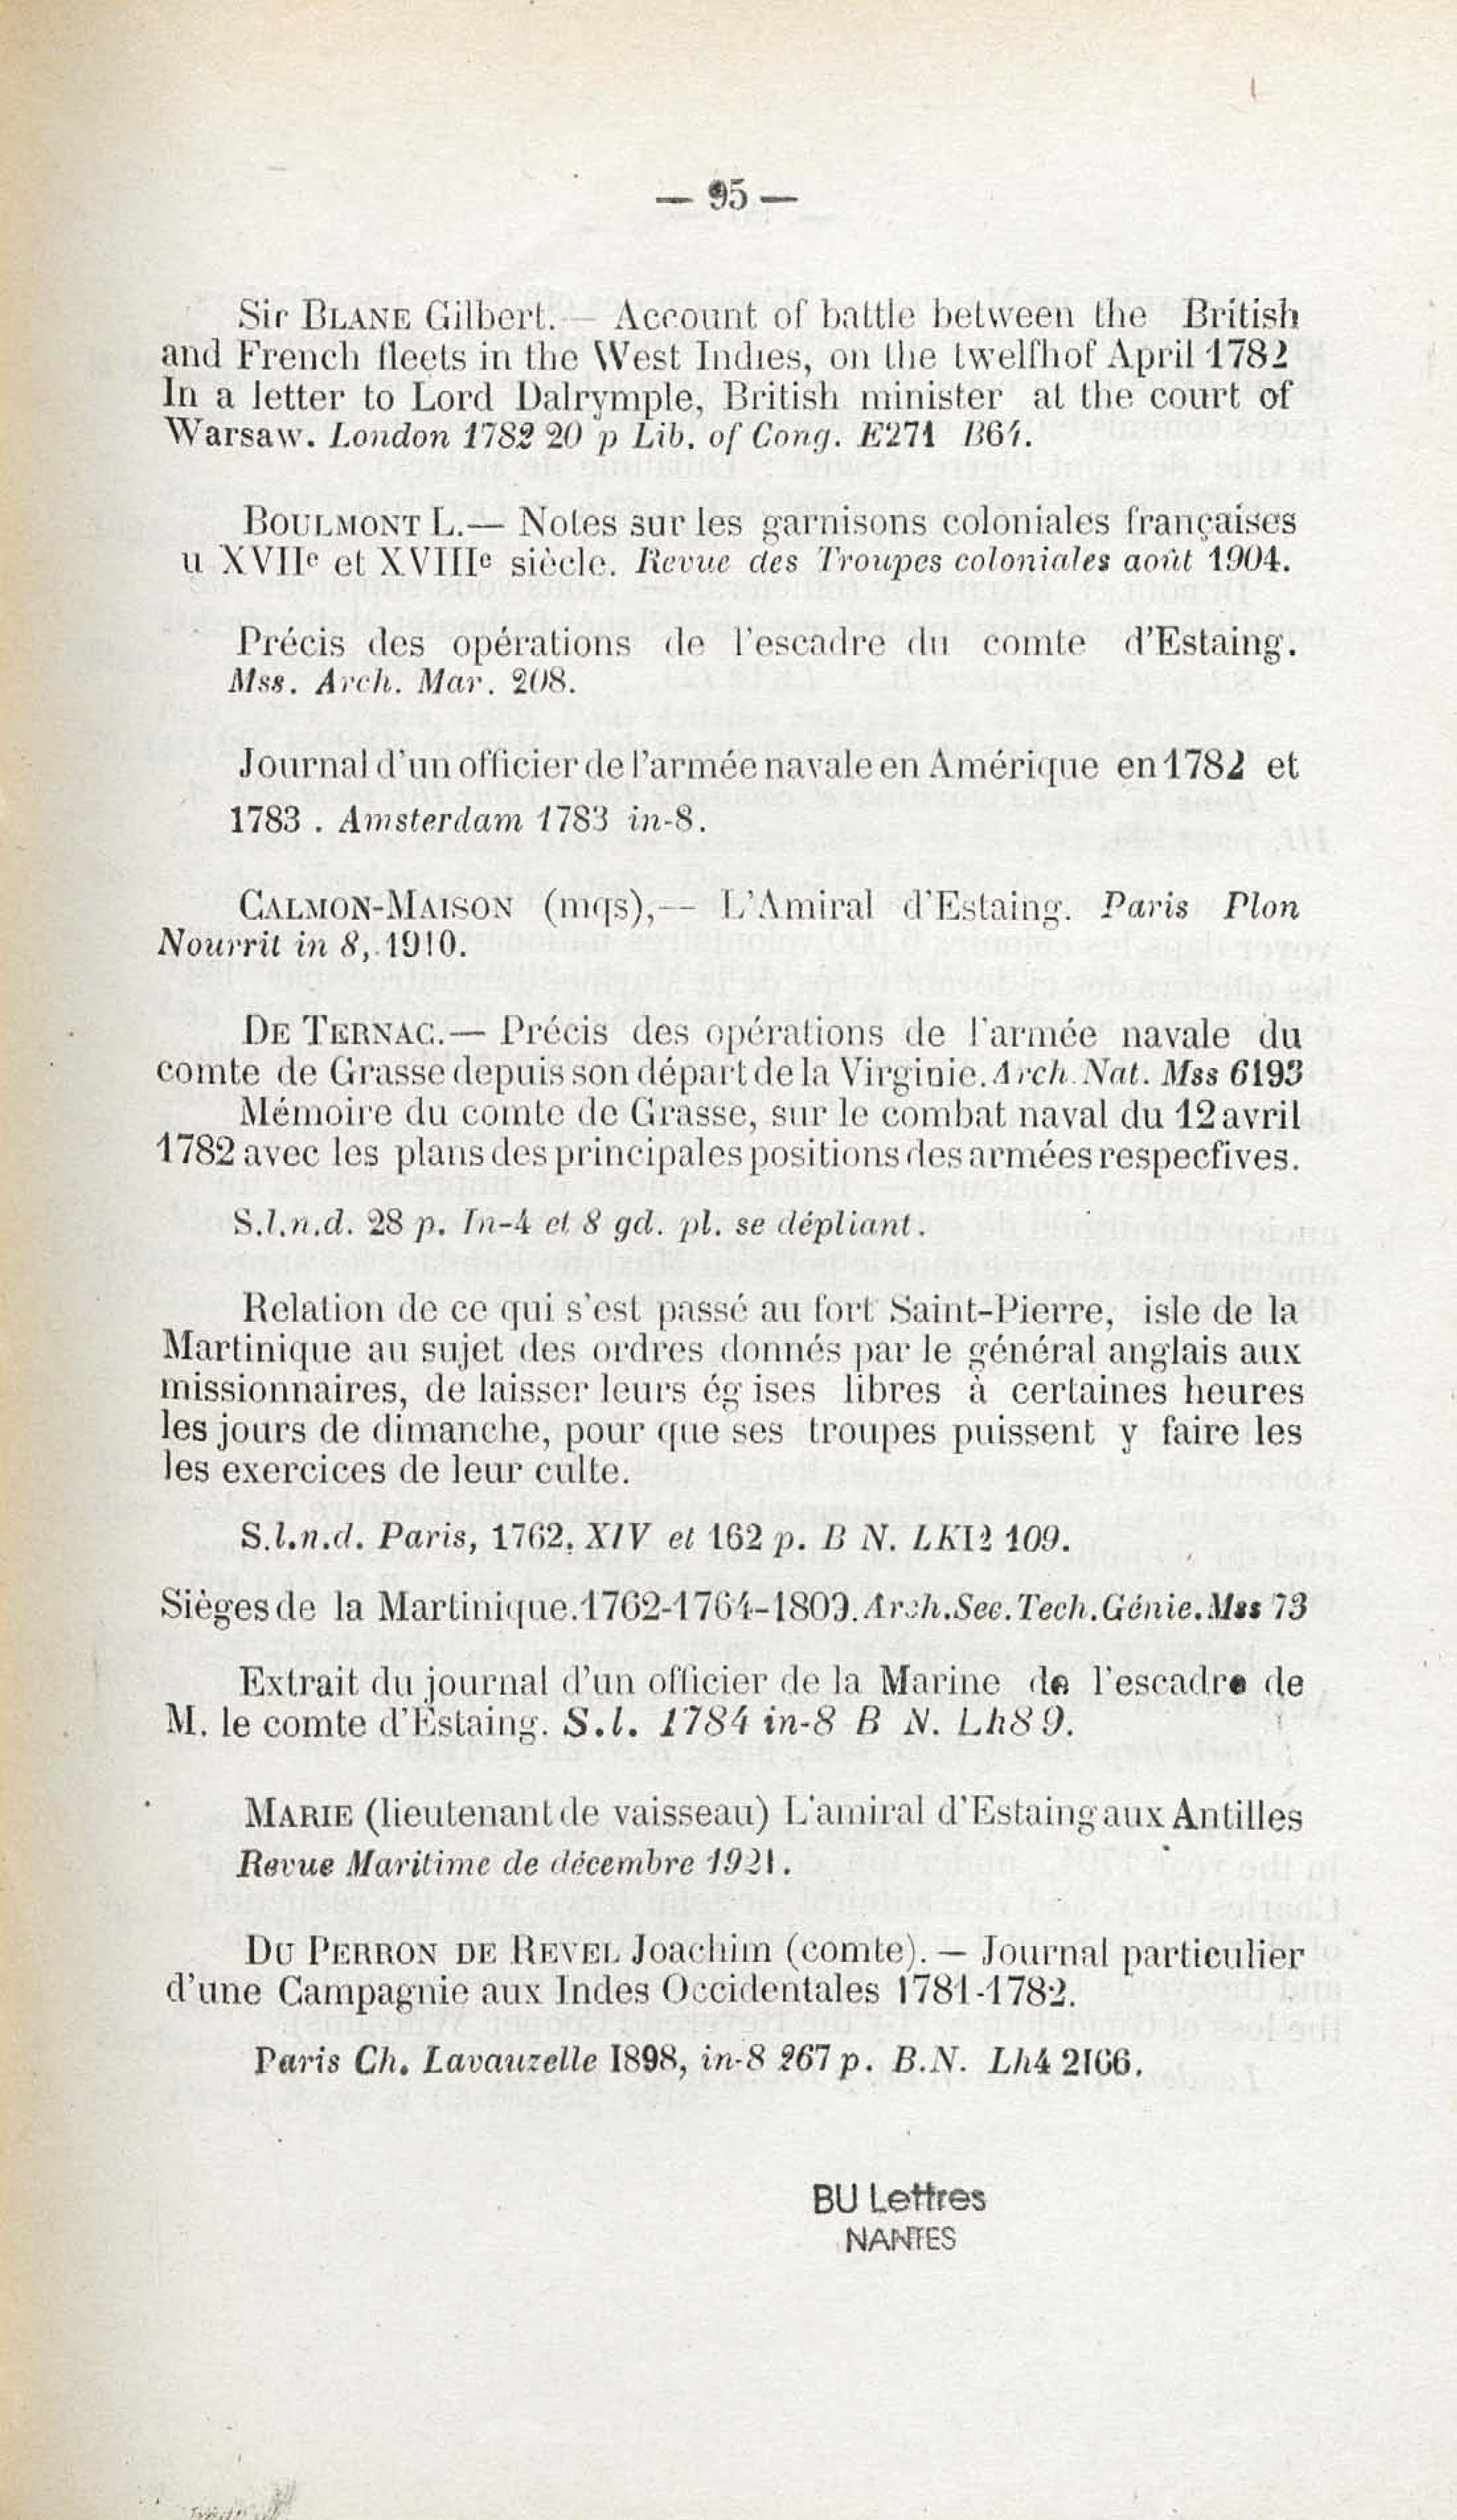 — 95 —
Sir BLANE Gilbert. — Account of battle between the British
and French fleets in the West Indies, on the twelfhof April 1782
In a letter to Lord Dalrymple, British minister at the court of
Warsaw. London 1782 20 p Lib. of Cong. E271 B64.
BOULMONT L.— Notes sur les garnisons coloniales françaises
u XVIIe et XVIIIe siècle. Revue des Troupes coloniales août 1904.
Précis des opérations de l'escadre du comte d'Estaing.
Mss. Arch. Mar. 208.
Journal d'un officier de l'armée navale en Amérique en 1782 et
1783 . Amsterdam 1783 in-8.
CALMON-MAISON (mqs),— L'Amiral d'Estaing. Paris Plon
Nourrit in 8, 1910.
DE TERNAC.— Précis des opérations de l'armée navale du
comte de Grasse depuis son départ de la Virginie. Arch. Nat. Mss 6193
Mémoire du comte de Grasse, sur le combat naval du 12 avril
1782 avec les plans des principales positions des armées respectives.
S.l.n.d. 28 p. In-4 et 8 gd. pl. se dépliant.
Relation de ce qui s'est passé au fort Saint-Pierre, isle de la
Martinique au sujet des ordres donnés par le général anglais aux
missionnaires, de laisser leurs ég ises libres à certaines heures
les jours de dimanche, pour que ses troupes puissent y faire les
les exercices de leur culte.
S.l.n.d. Paris, 1762, XIV et 162 p. B N. LKI2 109.
Sièges de la Martinique.1762-1764-1809. Arch.Sec.Tech.Génie.Mss 73
Extrait du journal d'un officier de la Marine de l'escadre de
M. le comte d'Estaing. S.l. 1784 in-8 B N. Lh8 9.
MARIE (lieutenant de vaisseau) L'amiral d'Estaing aux Antilles
Revue Maritime de décembre 1921.
DU PERRON DE REVEL Joachim (comte). — Journal particulier
d'une Campagnie aux Indes Occidentales 1781-1782.
Paris Ch. Lavauzelle 1898, in-8 267 p. B.N. Lh4 2166.
BU Lettres
NANTES